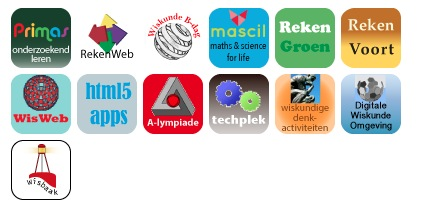 Primas
onderzoekend
leren
RekenWeb
Wiskunde B-dag
mascil
maths & science
for life
Reken
Groen
Reken
Voort
WisWeb
html5
apps
A-lympiade
techplek
wiskundige
denk-
activiteiten
Digitale
Wiskunde
Omgeving
wisbaak